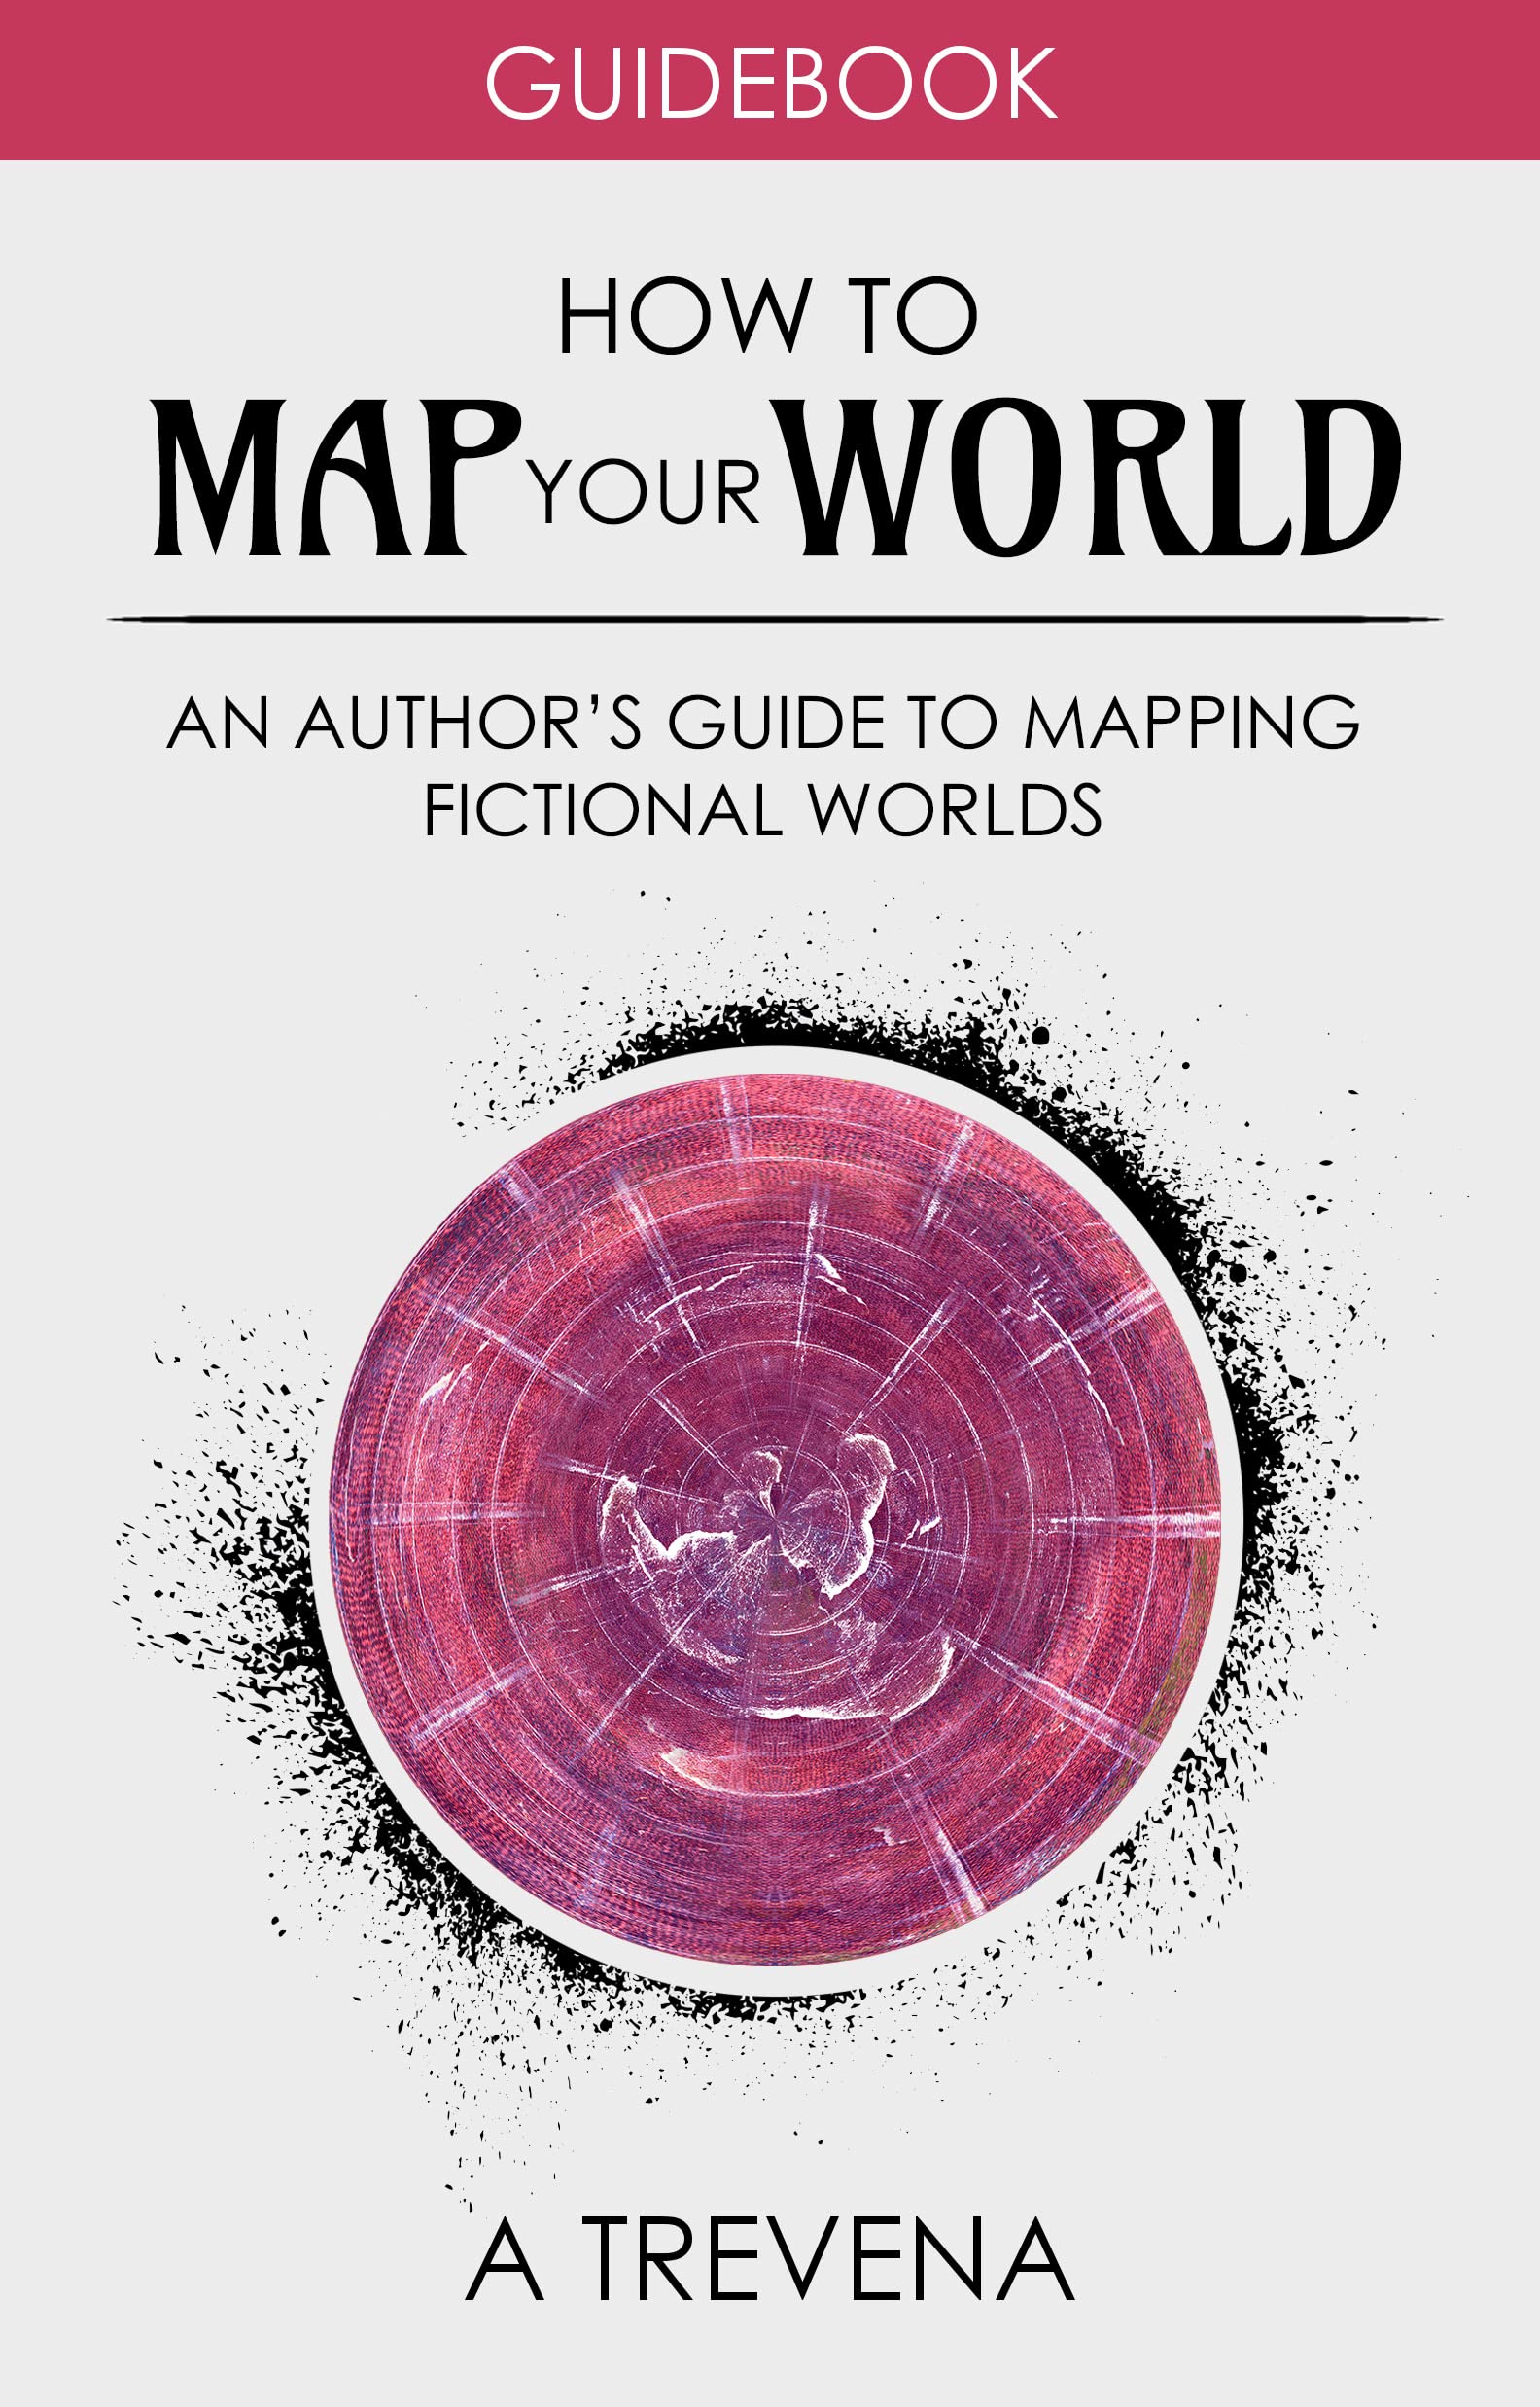 GUIDEBOOK
HOW TO
MAP YOUR WORLD
AN AUTHOR’S GUIDE TO MAPPING
FICTIONAL WORLDS
A TREVENA